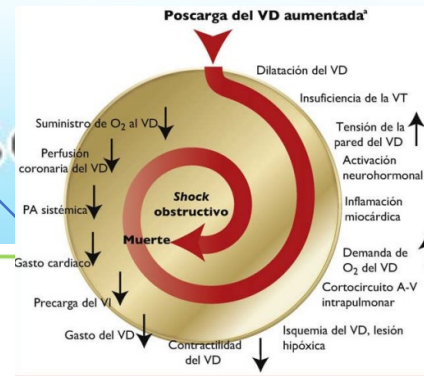 Poscarga del VD aumentadaª
Dilatación del VD
Insuficiencia de la VT
Tensión de la
pared del VD
Activación
neurohormonal
Inflamación
miocárdica
Demanda de
O₂ del VD
Cortocircuito A-V
intrapulmonar
Isquemia del VD, lesión
hipóxica
Contractilidad
del VD
Gasto del VD
Precarga del VI
Gasto cardiaco
PA sistémica
Perfusión
coronaria del VD
Suministro de O₂ al VD
Shock
obstructivo
Muerte